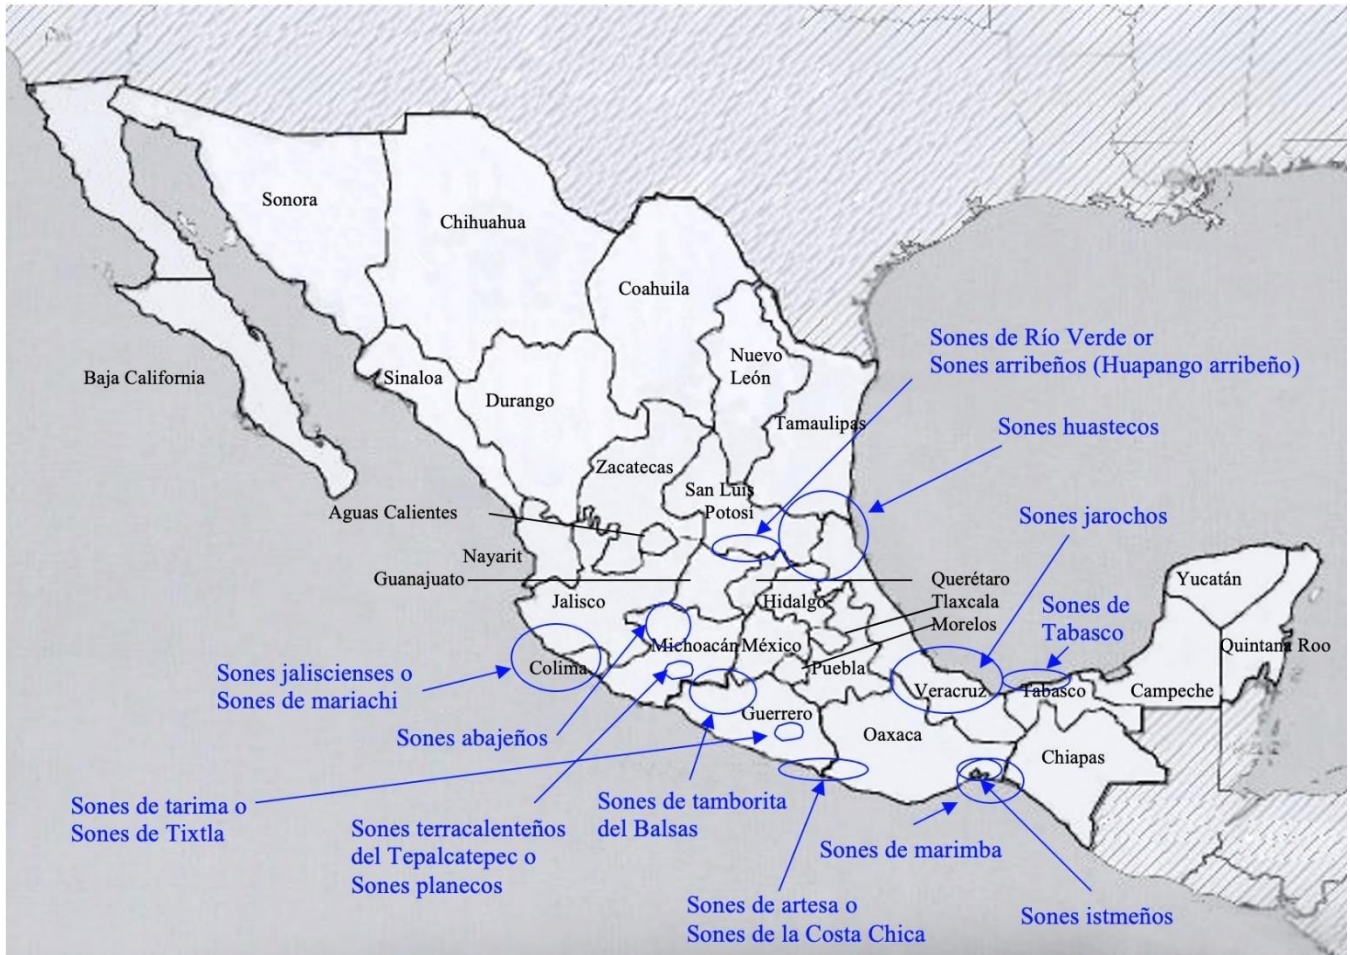 Sonora
Chihuahua
Coahuila
Sones de Río Verde or
Sones arribeños (Huapango arribeño)
Nuevo
León
Baja California
Sinaloa
Durango
Tamaulipas
Sones huastecos
Zacatecas
San Luis
Potosí
Aguas Calientes
Sones jarochos
Nayarit
Guanajuato
Querétaro
Yucatán
Jalisco
Hidalgo
Tlaxcala
Sones de
Tabasco
Morelos
Michoacán
México
Quintana Roo
Colima
Puebla
Sones jaliscienses o
Sones de mariachi
Veracruz
Tabasco
Campeche
Guerrero
Sones abajeños
Oaxaca
Chiapas
Sones de tarima o
Sones de Tixtla
Sones de tamborita
del Balsas
Sones terracalenteños
del Tepalcatepec o
Sones planecos
Sones de marimba
Sones de artesa o
Sones de la Costa Chica
Sones istmeños